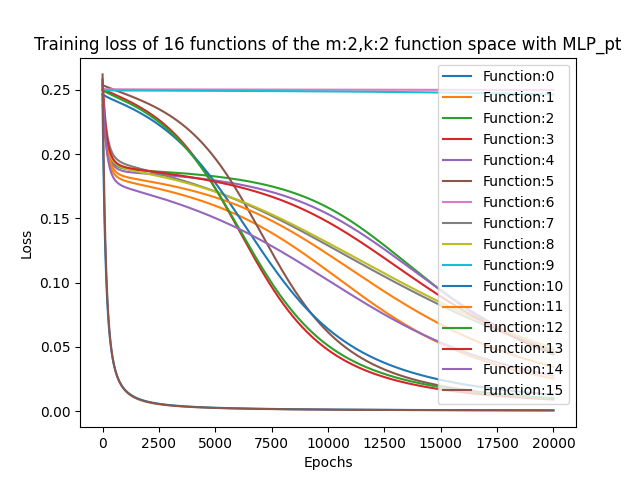 Training loss of 16 functions of the m:2,k:2 function space with MLP_pt
Loss
0.25
0.20
0.15
0.10
0.05
0.00
0
2500
5000
7500
10000
12500
15000
17500
20000
Epochs
Function:0
Function:1
Function:2
Function:3
Function:4
Function:5
Function:6
Function:7
Function:8
Function:9
Function:10
Function:11
Function:12
Function:13
Function:14
Function:15